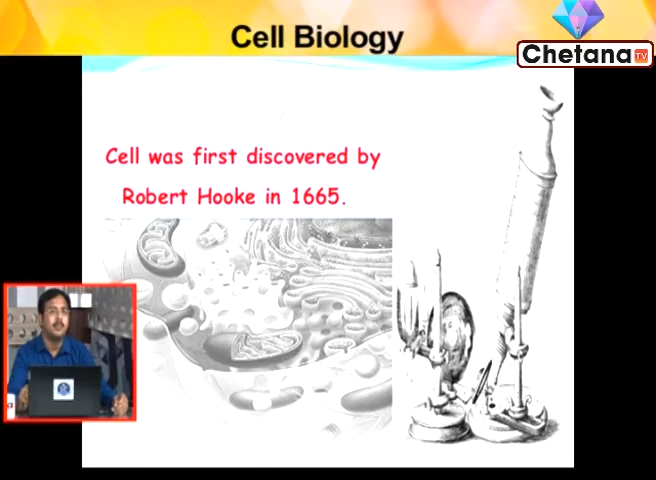 Cell Biology
Chetana TV
Cell was first discovered by
Robert Hooke in 1665.